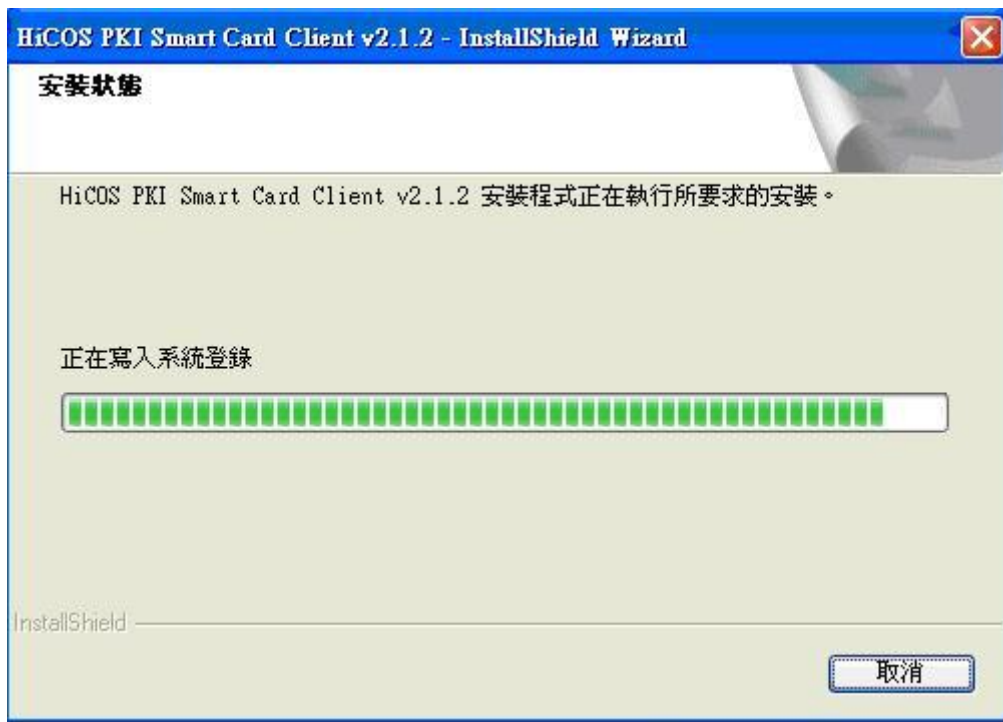 HiCOS PKI Smart Card Client v2.1.2 - InstallShield Wizard
安裝狀態
HiCOS PKI Smart Card Client v2.1.2 安裝程式正在執行所要求的安裝。
正在寫入系統登錄
InstallShield
取消